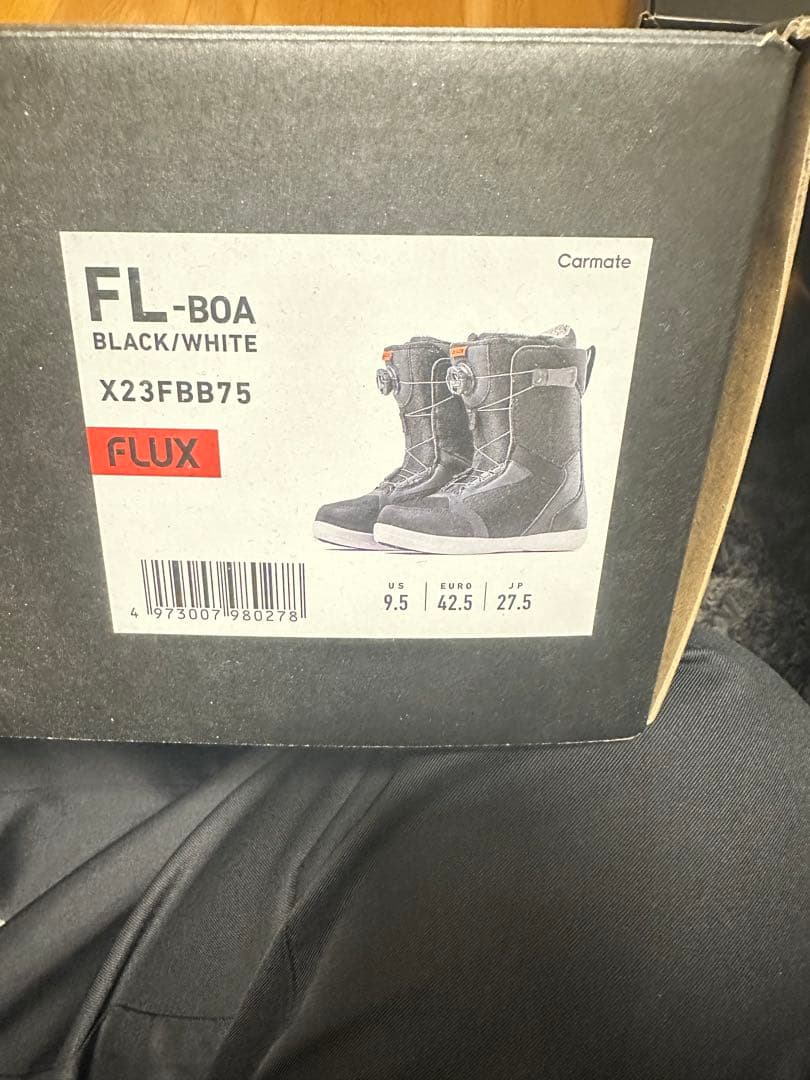 Carmate
FL-BOA
BLACK/WHITE
X23FBB75
FLUX
4 973007 980278
US EURO JP
9.5 42.5 27.5